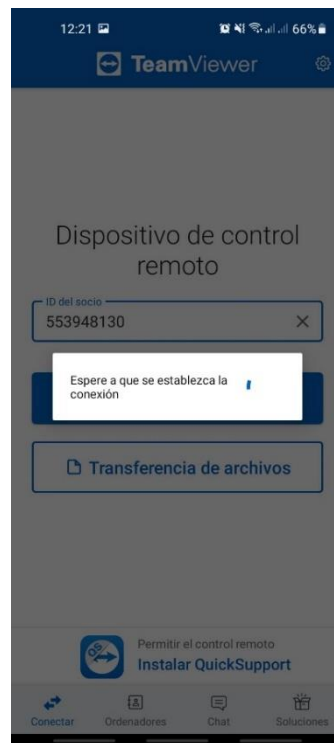 12:21
66%
TeamViewer
Dispositivo de control
remoto
ID del socio
553948130
Espere a que se establezca la
conexión
Transferencia de archivos
Permitir el control remoto
QS
Instalar QuickSupport
Conectar
Ordenadores
Chat
Soluciones